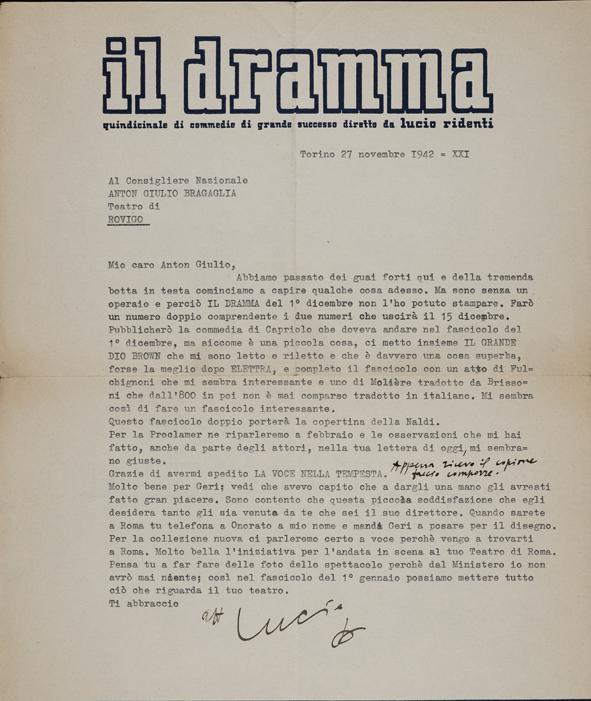 il dramma
quindicinale di commedie di grande successo diretto da lucio ridenti
Torino 27 novembre 1942 = XXI
Al Consigliere Nazionale
ANTON GIULIO BRAGAGLIA
Teatro di
ROVIGO
Mio caro Anton Giulio,
Abbiamo passato dei guai forti qui e della tremenda
botta in testa cominciamo a capire qualche cosa adesso. Ma sono senza un
operaio e perciò IL DRAMMA del 1° dicembre non l'ho potuto stampare. Farò
un numero doppio comprendente i due numeri che uscirà il 15 dicembre.
Pubblicherò la commedia di Capriolo che doveva andare nel fascicolo del
1° dicembre, ma siccome è una piccola cosa, ci metto insieme IL GRANDE
DIO BROWN che mi sono letto e riletto e che è davvero una cosa superba,
forse la meglio dopo ELETTRA, e completo il fascicolo con un atto di Ful=
chignoni che mi sembra interessante e uno di Molière tradotto da Brisso=
ni che dall'800 in poi non è mai comparso tradotto in italiano. Mi sembra
così di fare un fascicolo interessante.
Questo fascicolo doppio porterà la copertina della Naldi.
Per la Proclamer ne riparleremo a febbraio e le osservazioni che mi hai
fatto, anche da parte degli attori, nella tua lettera di oggi, mi sembra=
no giuste.
Grazie di avermi spedito LA VOCE NELLA TEMPESTA. Appena ricevo il copione
faccio comporre.
Molto bene per Geri; vedi che avevo capito che a dargli una mano gli avresti
fatto gran piacere. Sono contento che questa piccola soddisfazione che egli
desidera tanto gli sia venuta da te che sei il suo direttore. Quando sarete
a Roma tu telefona a Onorato a mio nome e manda Geri a posare per il disegno.
Per la collezione nuova ci parleremo certo a voce perchè vengo a trovarti
a Roma. Molto bella l'iniziativa per l'andata in scena al tuo Teatro di Roma.
Pensa tu a far fare delle foto dello spettacolo perchè dal Ministero io non
avrò mai niente; così nel fascicolo del 1° gennaio possiamo mettere tutto
ciò che riguarda il tuo teatro.
Ti abbraccio
aff Lucio